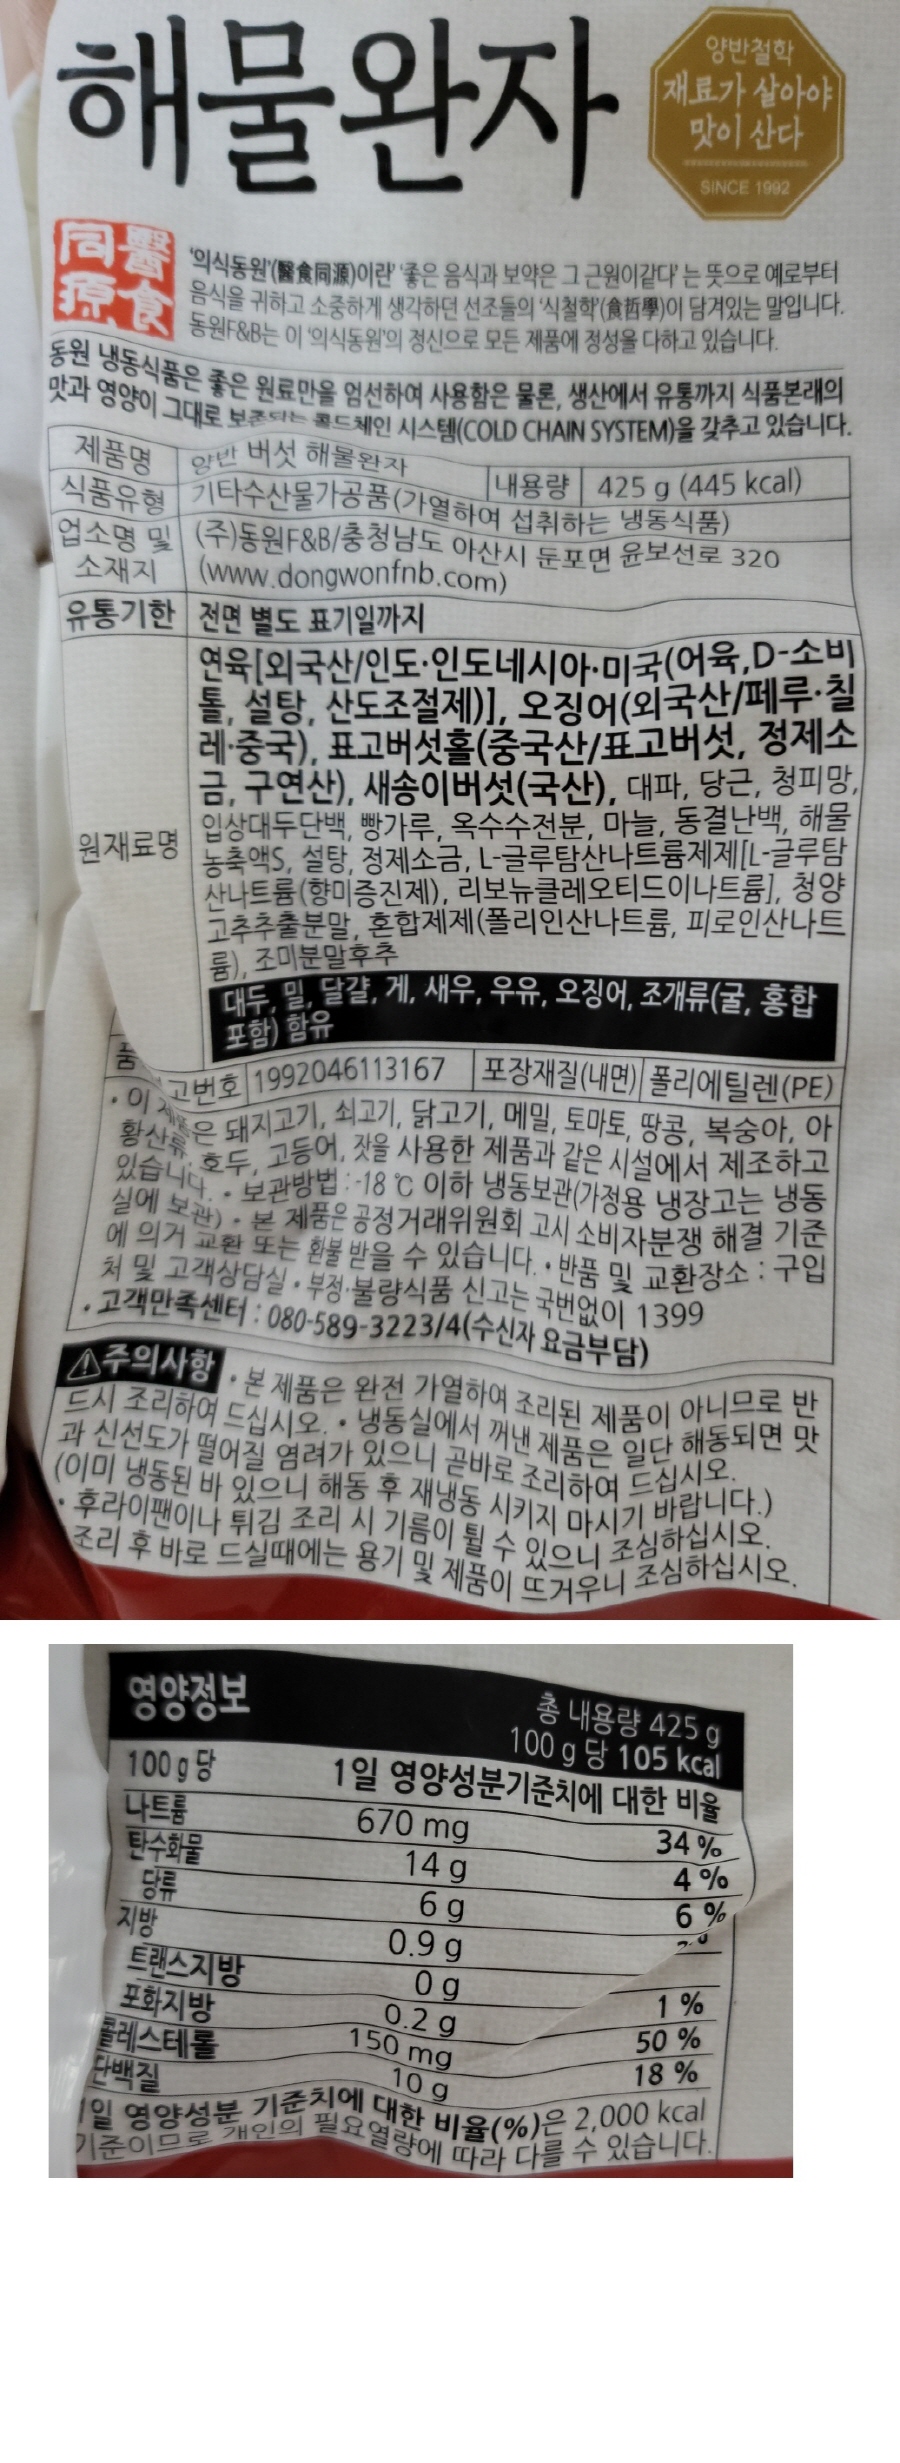 해물완자
양반철학
재료가 살아야
맛이 산다
SINCE 1992
同醫
源食
'의식동원'(醫食同源)이란' '좋은 음식과 보약은 그 근원이같다' 는 뜻으로 예로부터
음식을 귀하고 소중하게 생각하던 선조들의 '식철학'(食哲學)이 담겨있는 말입니다.
동원F&B는 이 '의식동원'의 정신으로 모든 제품에 정성을 다하고 있습니다.
동원 냉동식품은 좋은 원료만을 엄선하여 사용함은 물론, 생산에서 유통까지 식품본래의
맛과 영양이 그대로 보존되는 콜드체인 시스템(COLD CHAIN SYSTEM)을 갖추고 있습니다.
제품명 양반 버섯 해물완자 내용량 425 g (445 kcal)
식품유형 기타수산물가공품(가열하여 섭취하는 냉동식품)
업소명 및 (주)동원F&B/충청남도 아산시 둔포면 윤보선로 320
소재지 (www.dongwonfnb.com)
유통기한 전면 별도 표기일까지
연육[외국산/인도·인도네시아·미국(어육,D-소비
톨, 설탕, 산도조절제)], 오징어(외국산/페루·칠
레·중국), 표고버섯홀(중국산/표고버섯, 정제소
금, 구연산), 새송이버섯(국산), 대파, 당근, 청피망,
입상대두단백, 빵가루, 옥수수전분, 마늘, 동결난백, 해물
원재료명 농축액S, 설탕, 정제소금, L-글루탐산나트륨제제[L-글루탐
산나트륨(향미증진제), 리보뉴클레오티드이나트륨], 청양
고추추출분말, 혼합제제(폴리인산나트륨, 피로인산나트
륨), 조미분말후추
대두, 밀, 달걀, 게, 새우, 우유, 오징어, 조개류(굴, 홍합
포함) 함유
품 고번호 1992046113167 포장재질(내면) 폴리에틸렌(PE)
• 이 제품은 돼지고기, 쇠고기, 닭고기, 메밀, 토마토, 땅콩, 복숭아, 아
황산류, 호두, 고등어, 잣을 사용한 제품과 같은 시설에서 제조하고
있습니다. • 보관방법 : -18 ℃ 이하 냉동보관(가정용 냉장고는 냉동
실에 보관) • 본 제품은 공정거래위원회 고시 소비자분쟁 해결 기준
에 의거 교환 또는 환불 받을 수 있습니다. • 반품 및 교환장소 : 구입
처 및 고객상담실 • 부정·불량식품 신고는 국번없이 1399
• 고객만족센터 : 080-589-3223/4(수신자 요금부담)
주의사항 • 본 제품은 완전 가열하여 조리된 제품이 아니므로 반
드시 조리하여 드십시오. • 냉동실에서 꺼낸 제품은 일단 해동되면 맛
과 신선도가 떨어질 염려가 있으니 곧바로 조리하여 드십시오.
(이미 냉동된 바 있으니 해동 후 재냉동 시키지 마시기 바랍니다.)
• 후라이팬이나 튀김 조리 시 기름이 튈 수 있으니 조심하십시오.
조리 후 바로 드실때에는 용기 및 제품이 뜨거우니 조심하십시오.
영양정보
총 내용량 425 g
100 g 당 105 kcal
100 g 당 1일 영양성분기준치에 대한 비율
나트륨 670 mg 34 %
탄수화물 14 g 4 %
당류 6 g 6 %
지방 0.9 g
트랜스지방 0 g
포화지방 0.2 g 1 %
콜레스테롤 150 mg 50 %
단백질 10 g 18 %
1일 영양성분 기준치에 대한 비율(%)은 2,000 kcal
기준이므로 개인의 필요열량에 따라 다를 수 있습니다.